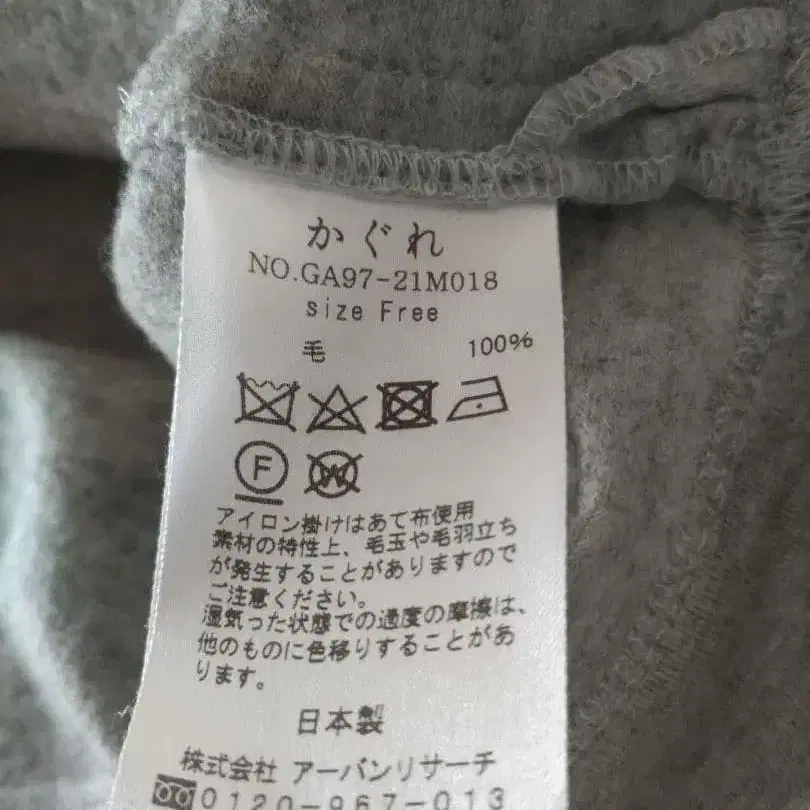 かぐれ
NO.GA97-21M018
size Free
毛 100%
F W
アイロン掛けはあて布使用
素材の特性上、毛玉や毛羽立ち
が発生することがありますので
ご注意ください。
湿気った状態での過度の摩擦は、
他のものに色移りすることがあ
ります。
日本製
株式会社 アーバンリサーチ
0120-967-013